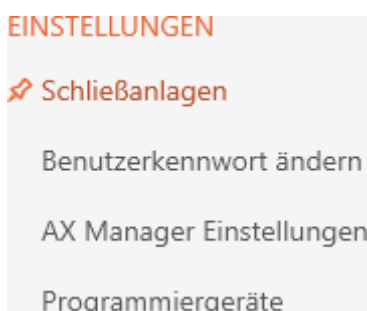 EINSTELLUNGEN
Schließanlagen
Benutzerkennwort ändern
AX Manager Einstellungen
Programmiergeräte